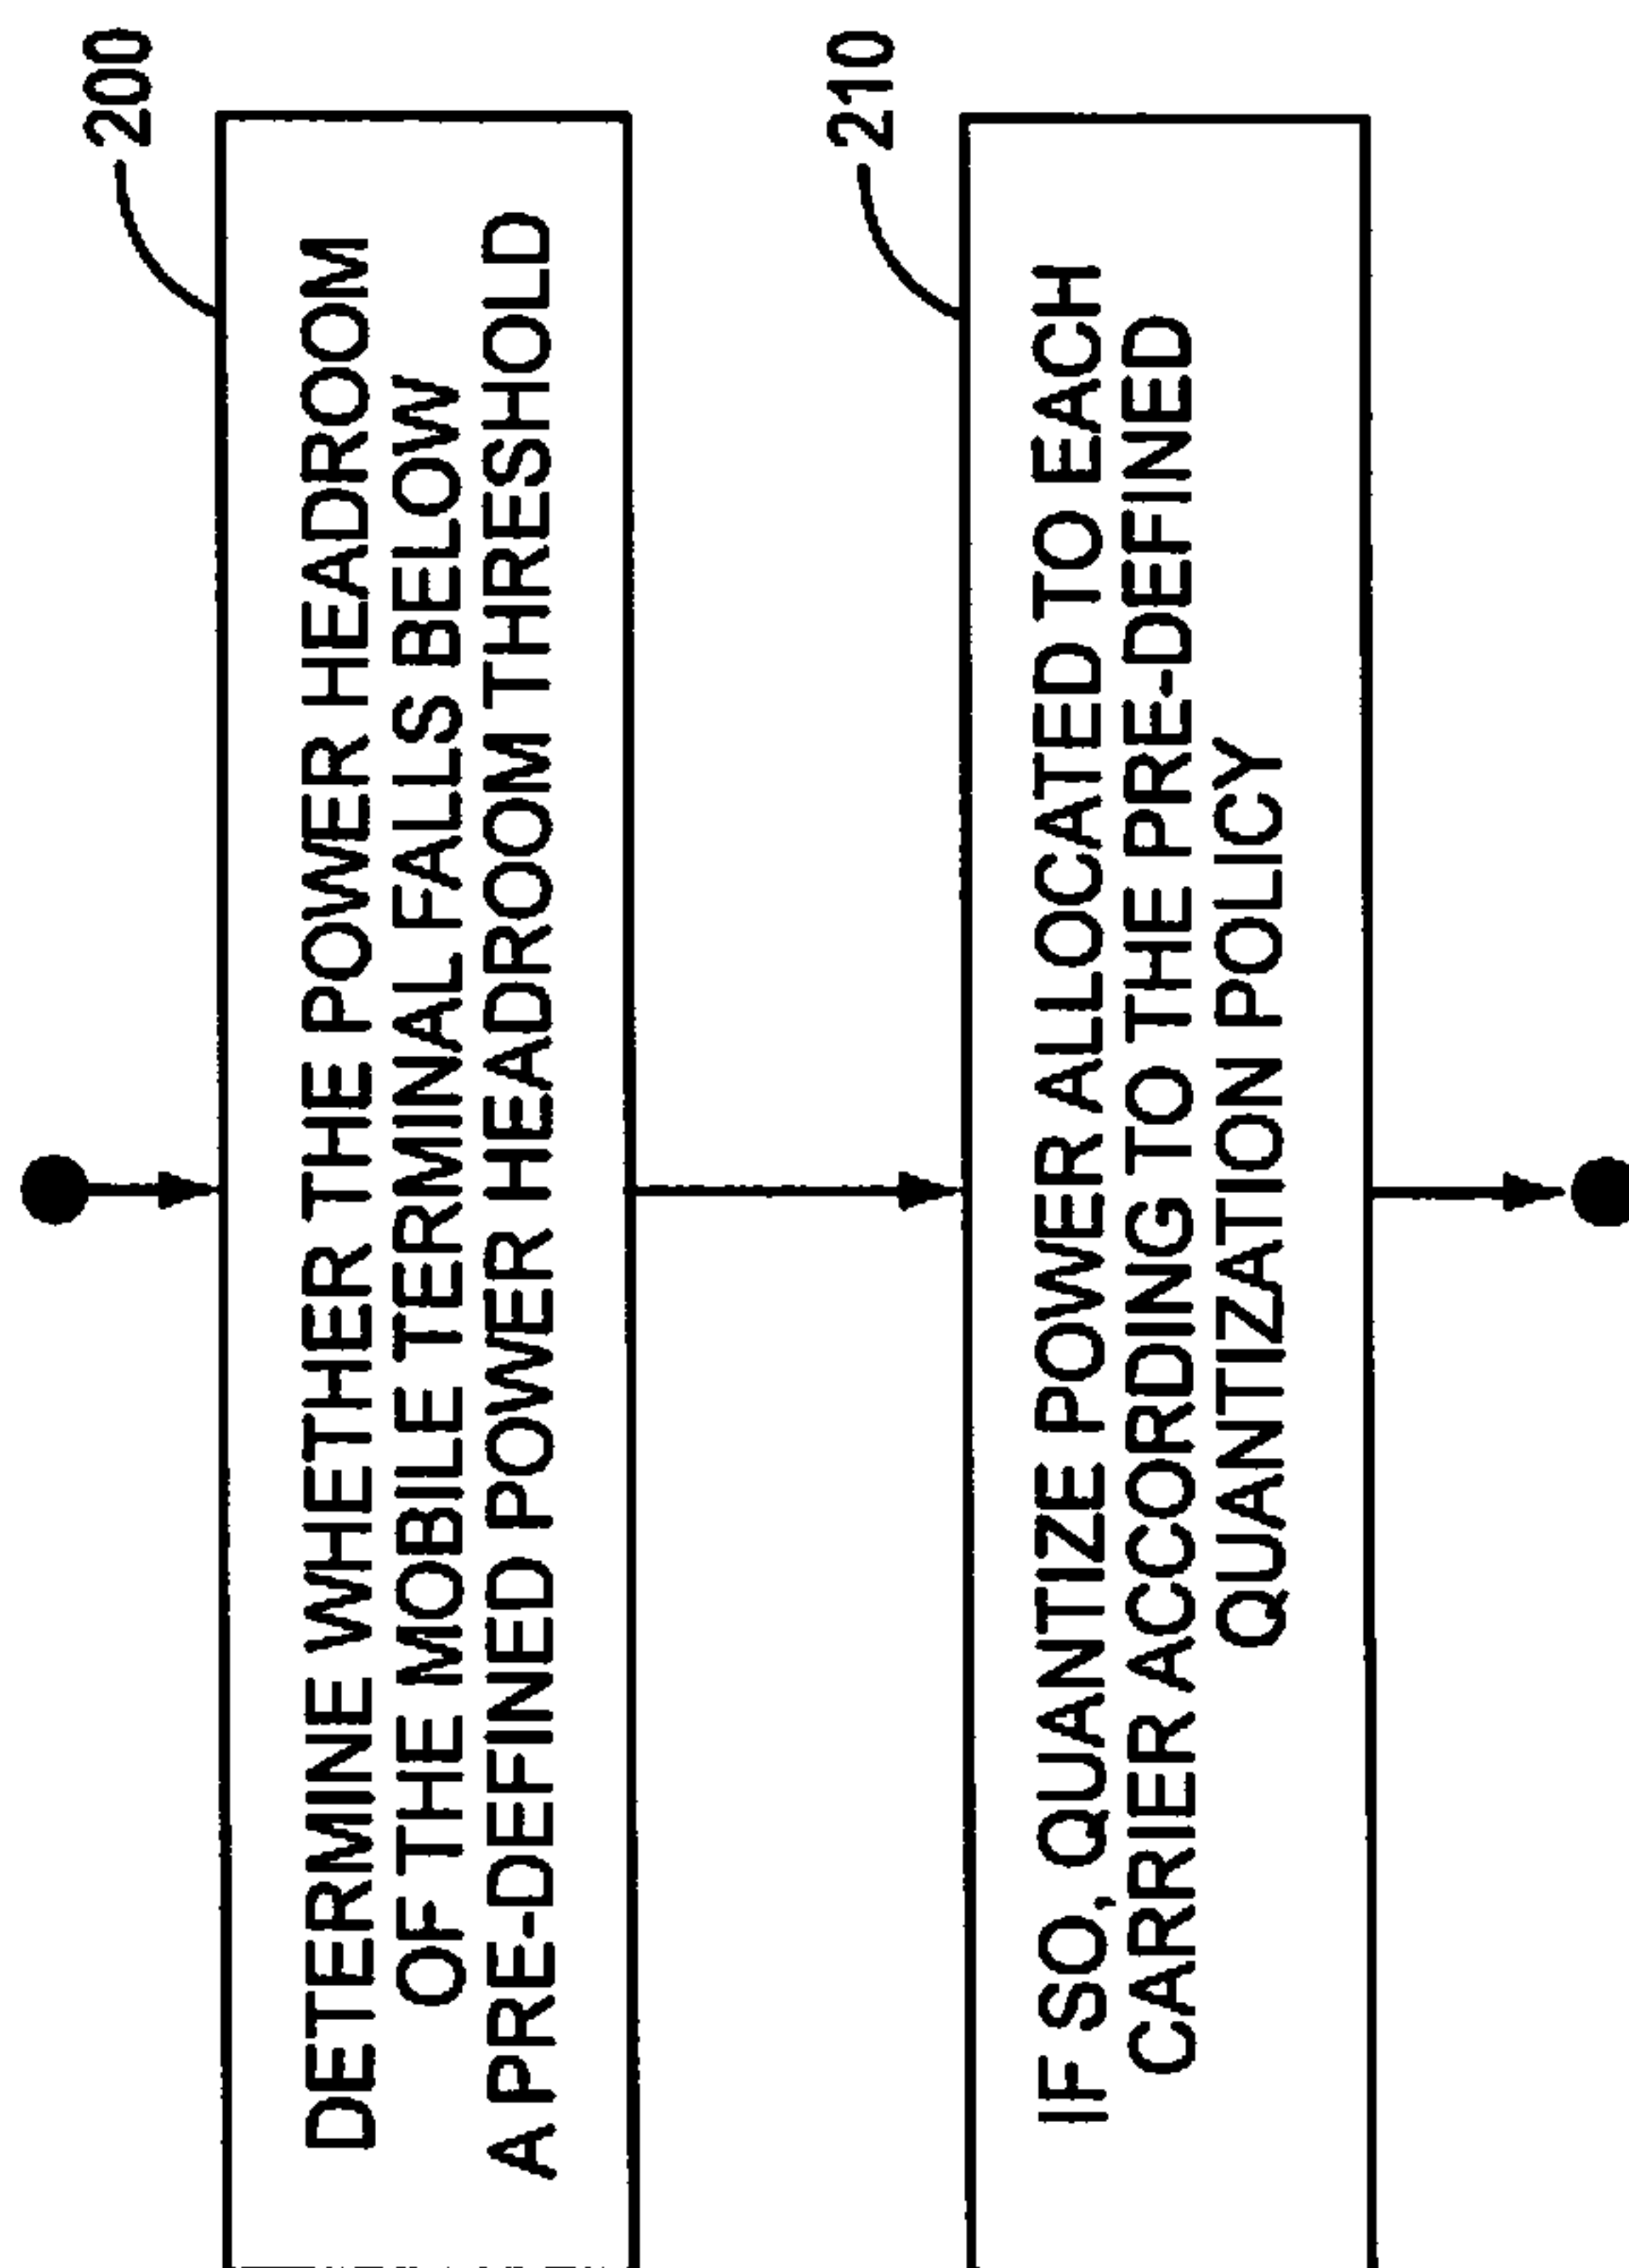 200
DETERMINE WHETHER THE POWER HEADROOM
OF THE MOBILE TERMINAL FALLS BELOW
A PRE-DEFINED POWER HEADROOM THRESHOLD
210
IF SO, QUANTIZE POWER ALLOCATED TO EACH
CARRIER ACCORDING TO THE PRE-DEFINED
QUANTIZATION POLICY